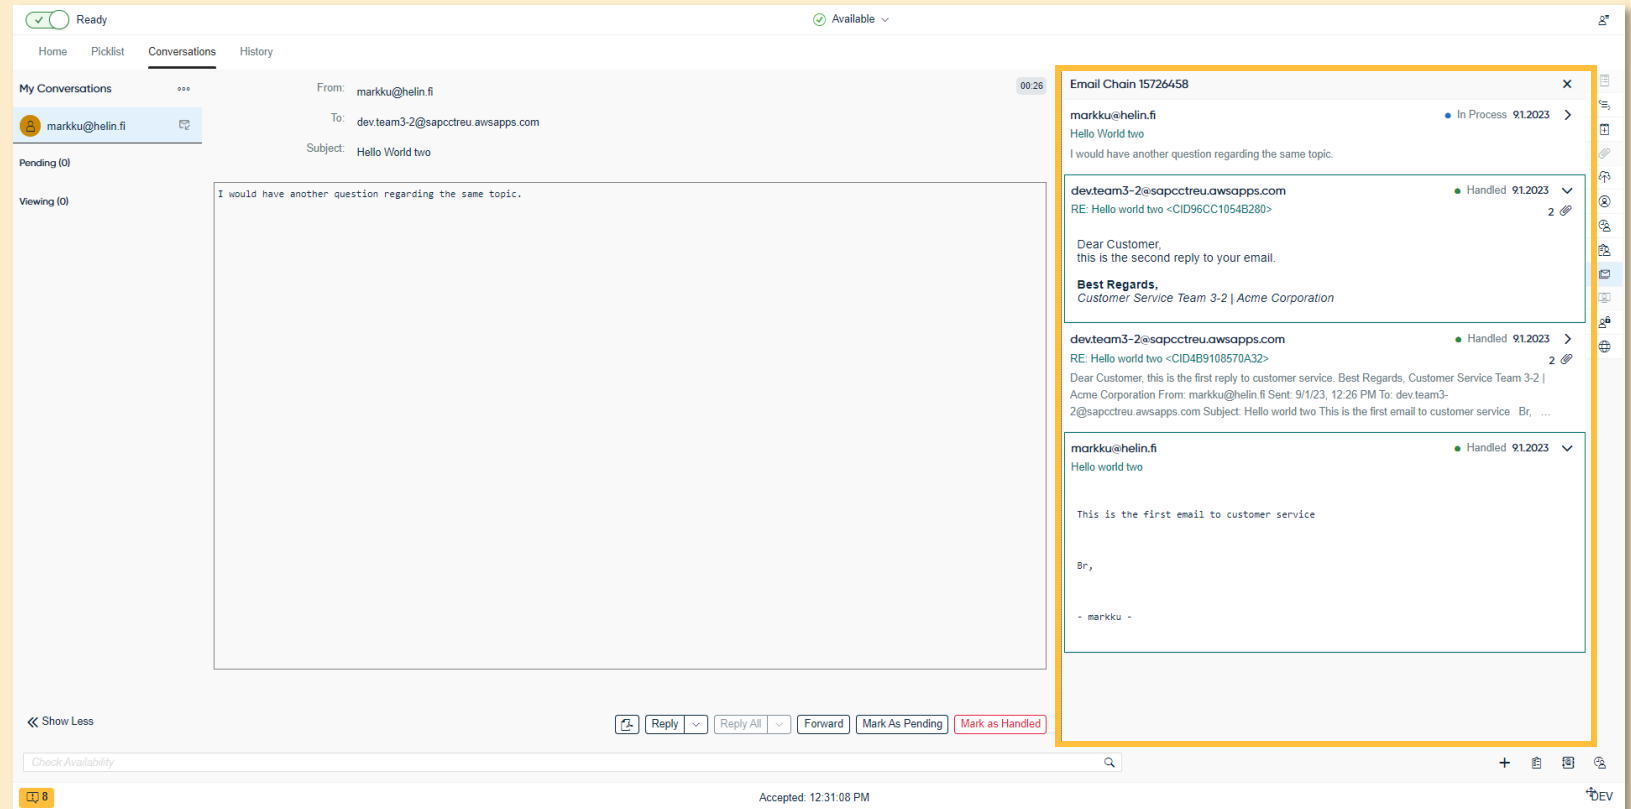 Ready
Available
Home Picklist Conversations History
My Conversations
markku@helin.fi
Pending (0)
Viewing (0)
From: markku@helin.fi
To: dev.team3-2@sapcctreu.awsapps.com
Subject: Hello World two
00:26
I would have another question regarding the same topic.
Email Chain 15726458
markku@helin.fi In Process 9.1.2023
Hello World two
I would have another question regarding the same topic.
dev.team3-2@sapcctreu.awsapps.com Handled 9.1.2023
RE: Hello world two <CID96CC1054B280> 2
Dear Customer,
this is the second reply to your email.
Best Regards,
Customer Service Team 3-2 | Acme Corporation
dev.team3-2@sapcctreu.awsapps.com Handled 9.1.2023
RE: Hello world two <CID4B9108570A32> 2
Dear Customer, this is the first reply to customer service. Best Regards, Customer Service Team 3-2 |
Acme Corporation From: markku@helin.fi Sent: 9/1/23, 12:26 PM To: dev.team3-
2@sapcctreu.awsapps.com Subject: Hello world two This is the first email to customer service Br, ...
markku@helin.fi Handled 9.1.2023
Hello world two
This is the first email to customer service
Br,
- markku -
Show Less
Reply Reply All Forward Mark As Pending Mark as Handled
Check Availability
8
Accepted: 12:31:08 PM
DEV